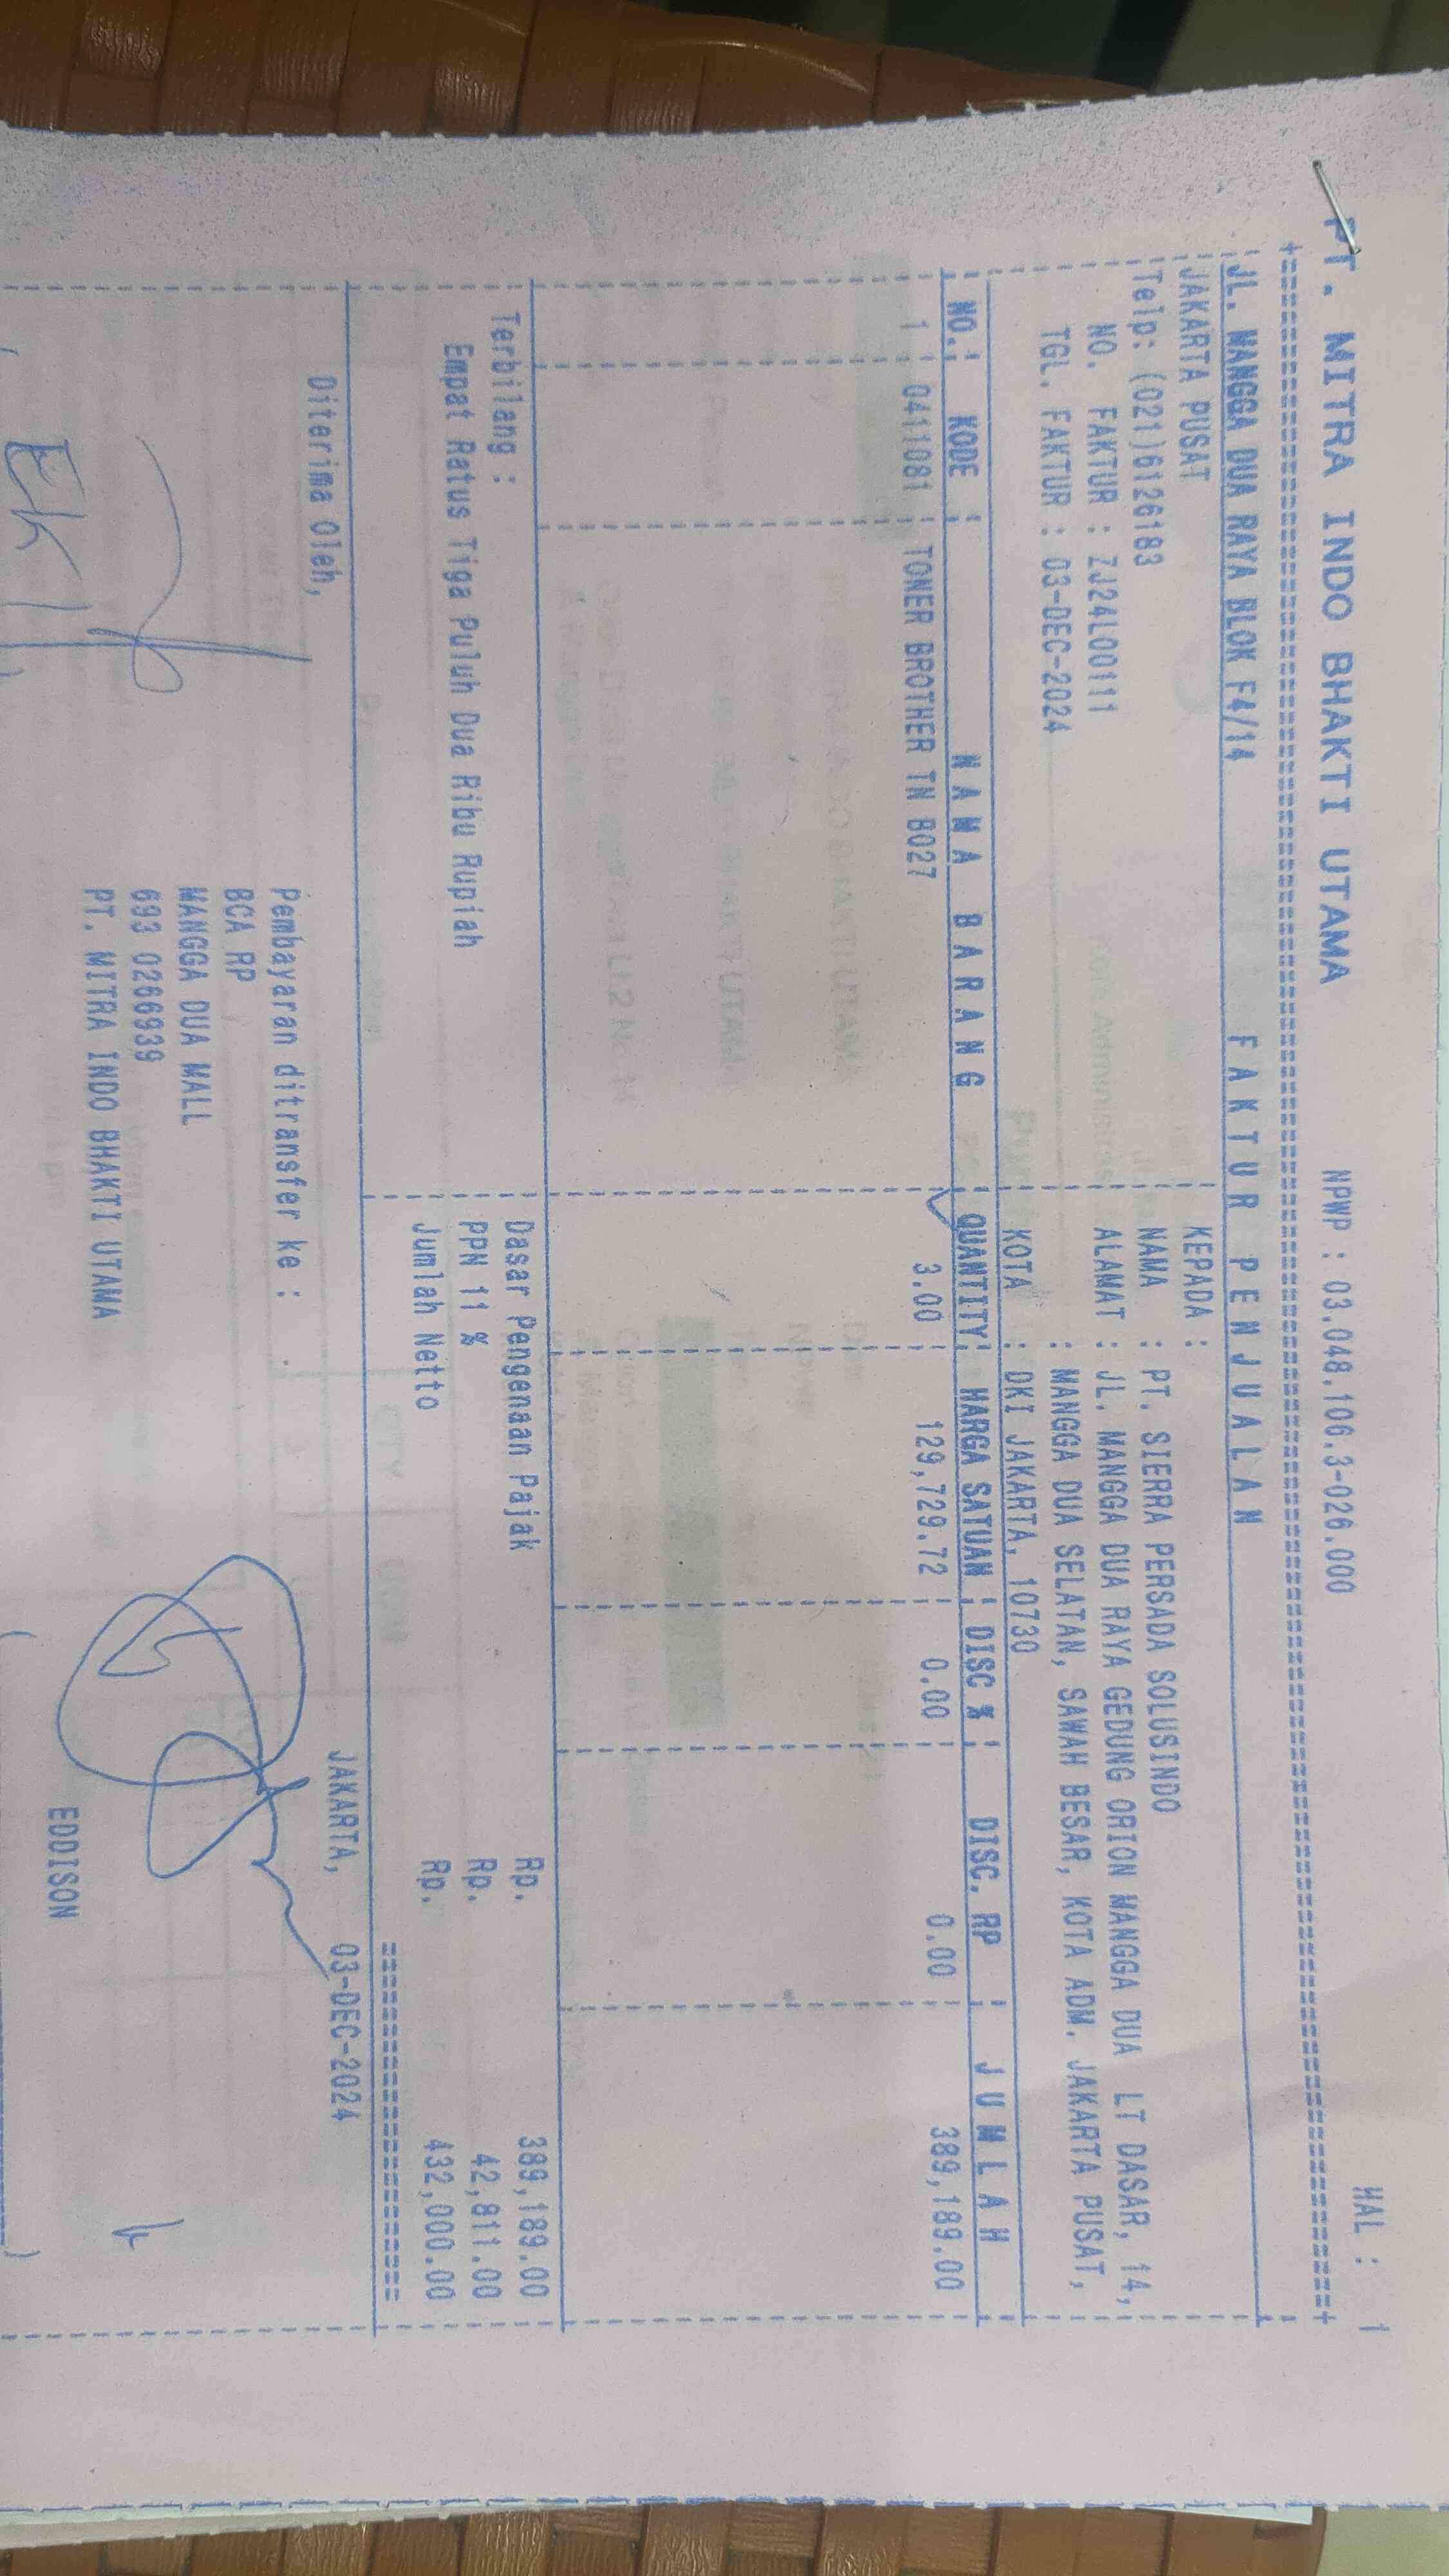 HAL : 1
PT. MITRA INDO BHAKTI UTAMA NPWP : 03.048.106.3-026.000
JL. MANGGA DUA RAYA BLOK F4/14 F A K T U R P E N J U A L A N
JAKARTA PUSAT KEPADA :
Telp: (021)6126183 NAMA : PT. SIERRA PERSADA SOLUSINDO
NO. FAKTUR : ZJ24L00111 ALAMAT : JL. MANGGA DUA RAYA GEDUNG ORION MANGGA DUA LT DASAR, 14,
TGL. FAKTUR : 03-DEC-2024 : MANGGA DUA SELATAN, SAWAH BESAR, KOTA ADM. JAKARTA PUSAT,
KOTA : DKI JAKARTA, 10730
NO. KODE N A M A B A R A N G QUANTITY HARGA SATUAN DISC % DISC. RP J U M L A H
1 0411081 TONER BROTHER TN B027 3.00 129,729.72 0.00 0.00 389,189.00
Terbilang : Dasar Pengenaan Pajak Rp. 389,189.00
Empat Ratus Tiga Puluh Dua Ribu Rupiah PPN 11 % Rp. 42,811.00
Jumlah Netto Rp. 432,000.00
Diterima Oleh, JAKARTA, 03-DEC-2024
Pembayaran ditransfer ke :
BCA RP
MANGGA DUA MALL
693 0266939
PT. MITRA INDO BHAKTI UTAMA
EDDISON